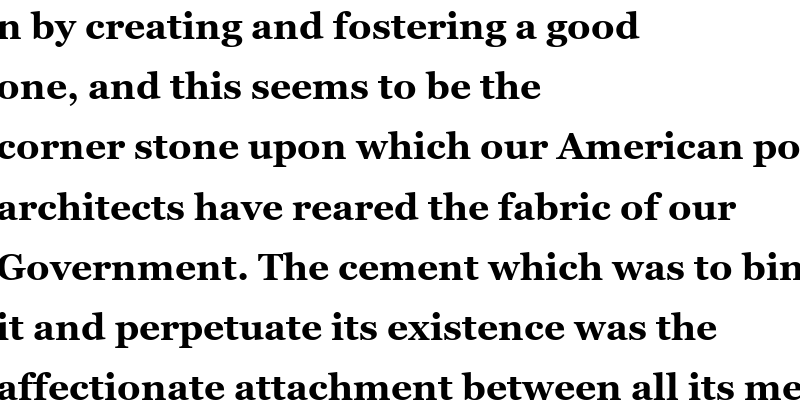 n by creating and fostering a good
one, and this seems to be the
corner stone upon which our American po
architects have reared the fabric of our
Government. The cement which was to bin
it and perpetuate its existence was the
affectionate attachment between all its me